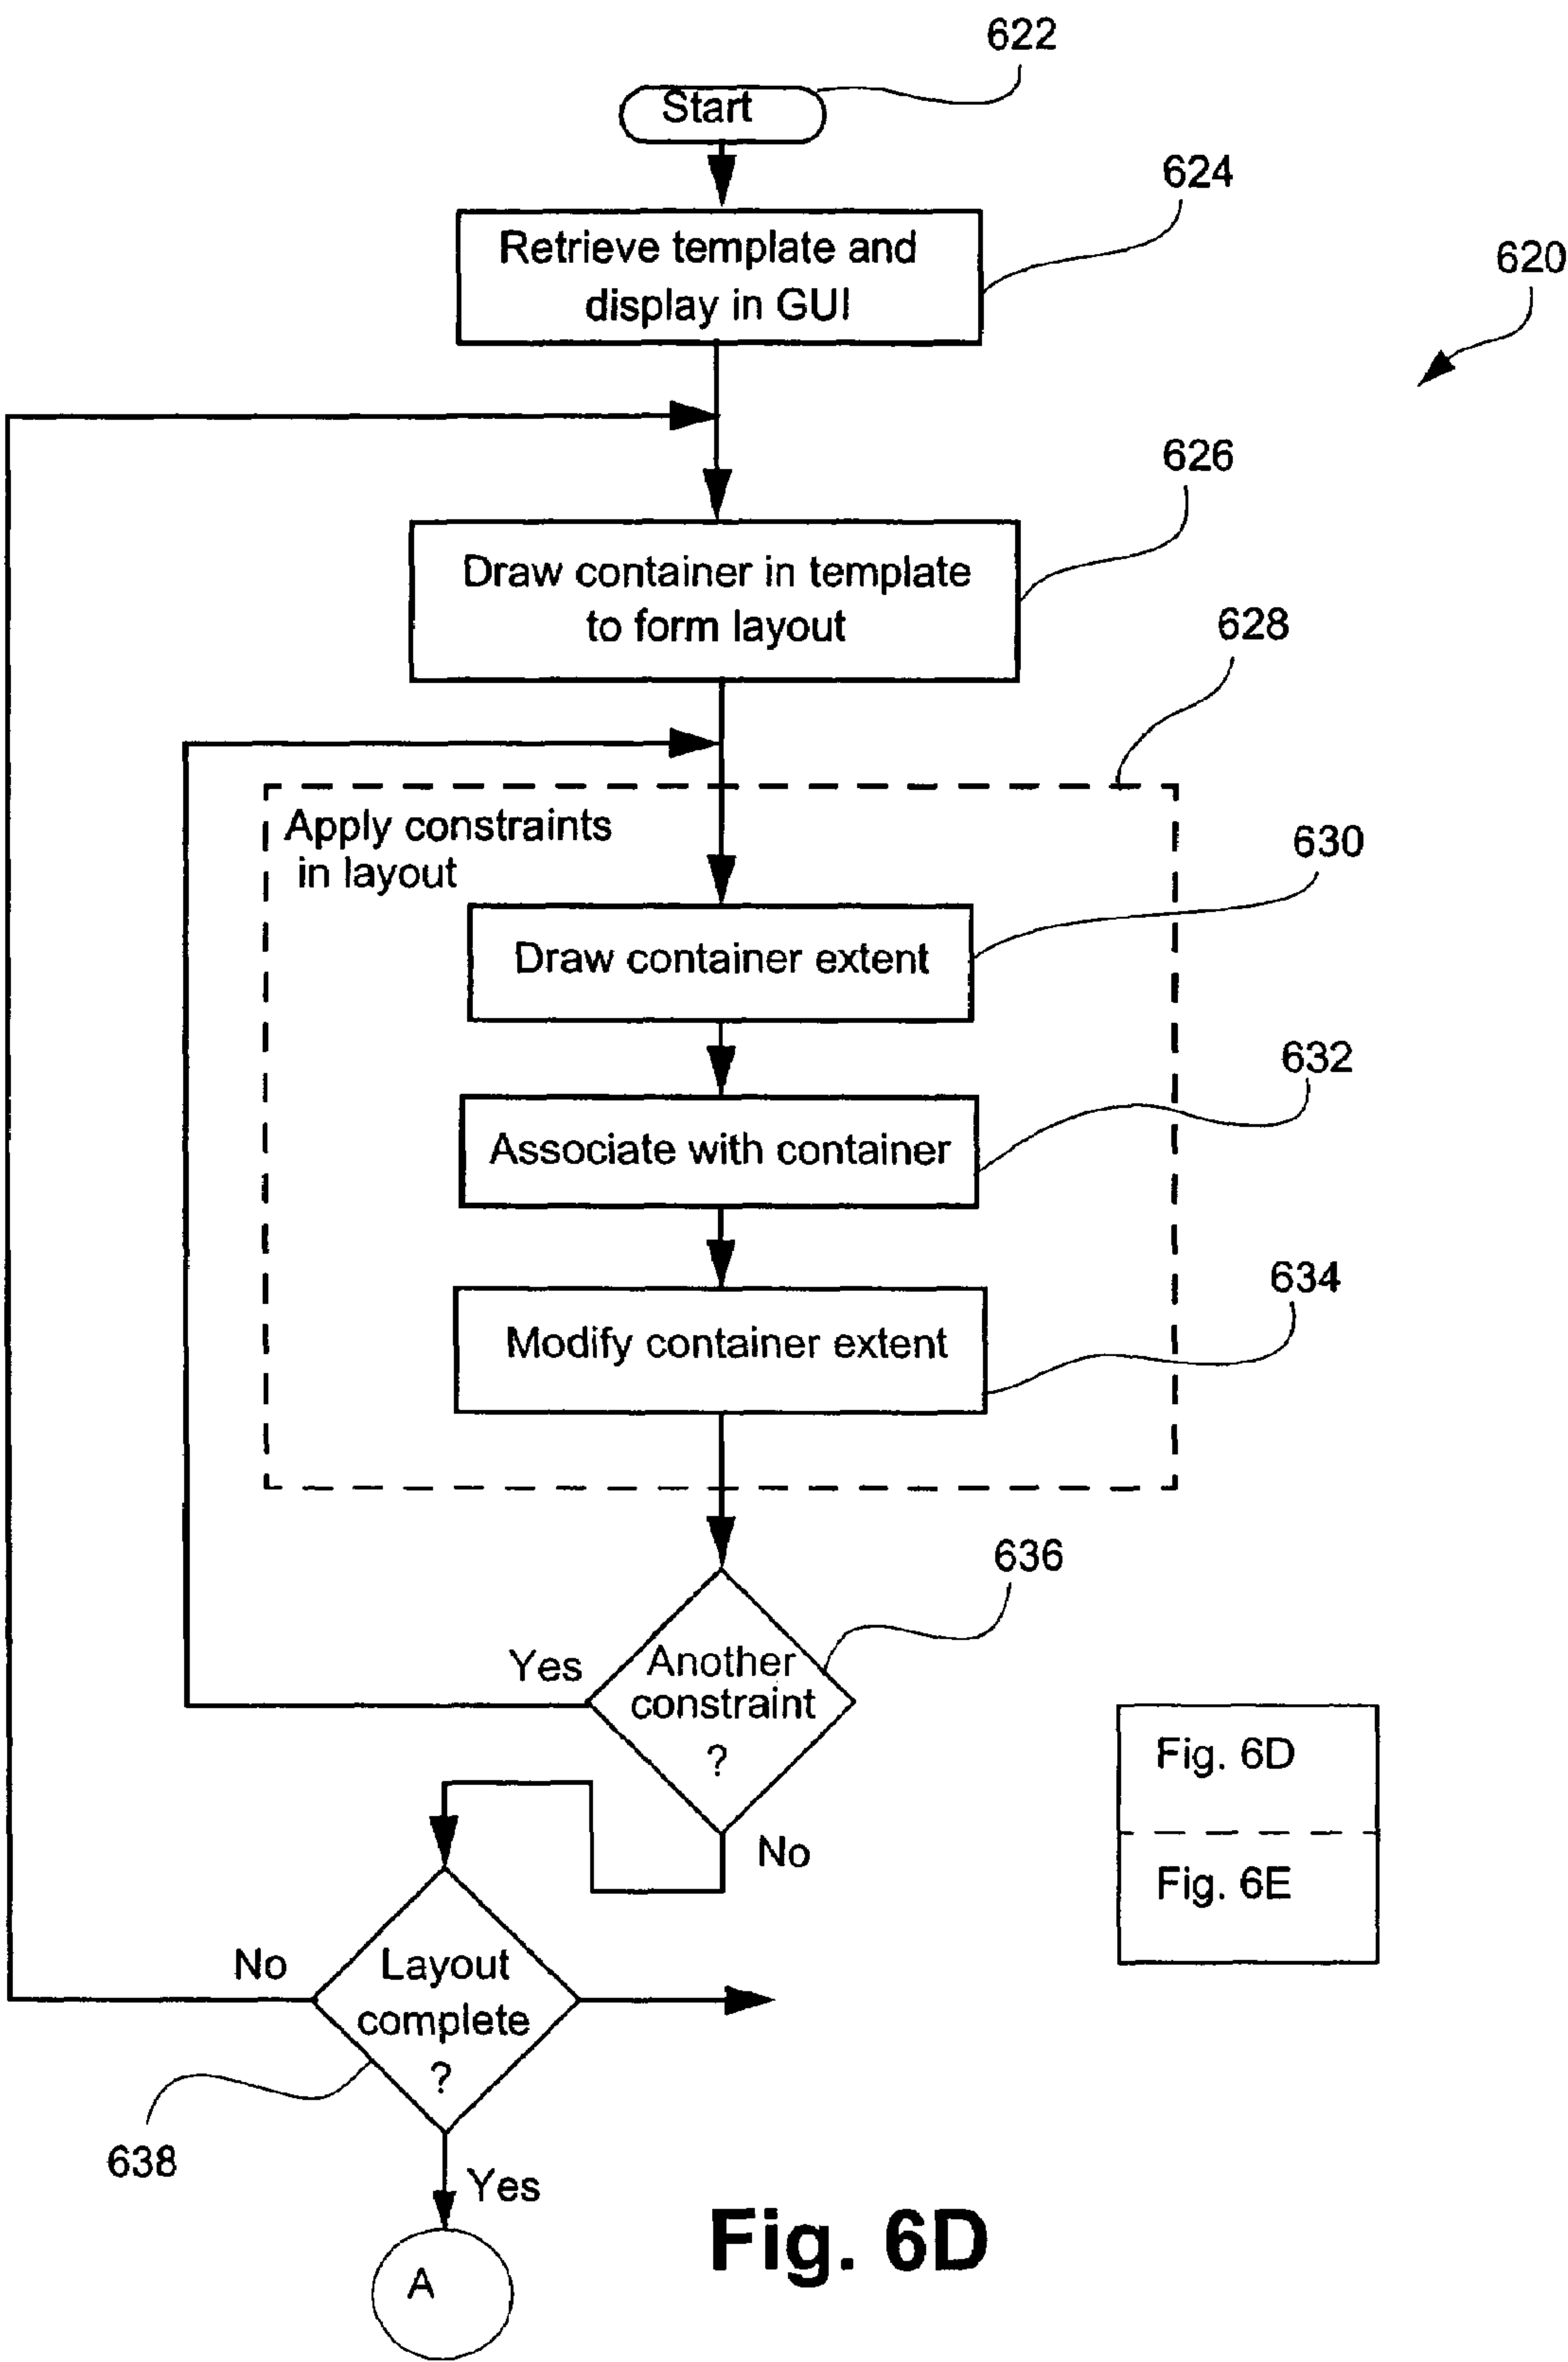 622
Start
624
Retrieve template and
display in GUI
620
626
Draw container in template
to form layout
628
Apply constraints
in layout
630
Draw container extent
632
Associate with container
634
Modify container extent
636
Yes
Another
constraint
?
No
Fig. 6D
Fig. 6E
No
Layout
complete
?
638
Yes
A
Fig. 6D